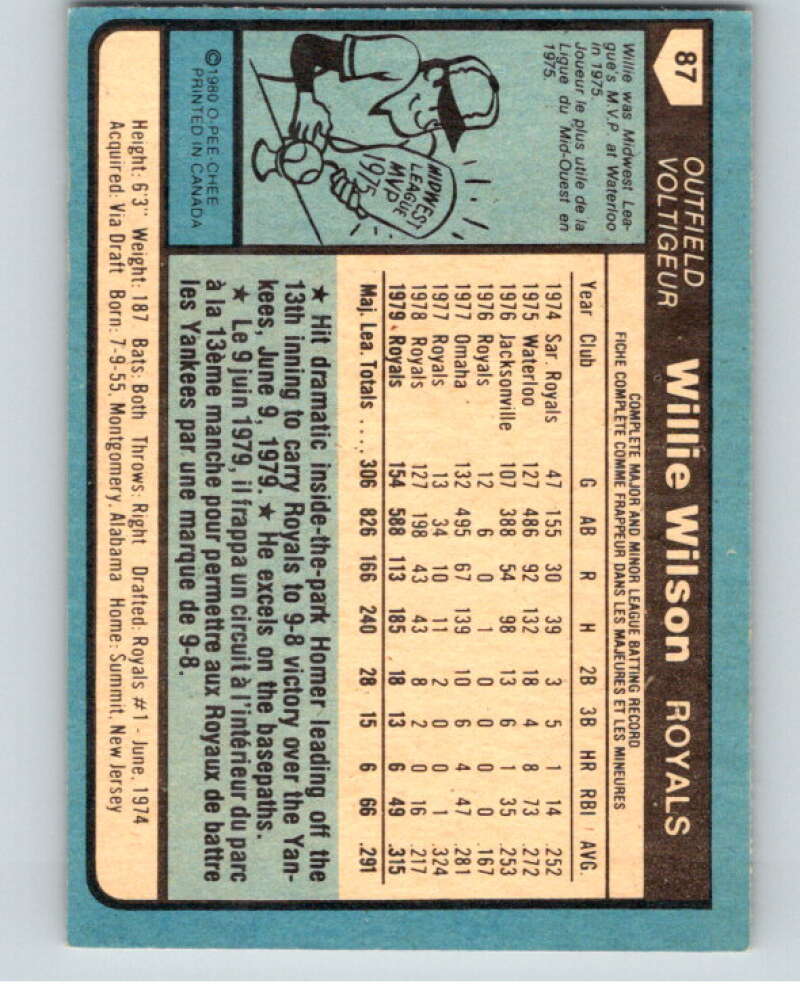 87
OUTFIELD
VOLTIGEUR
Willie Wilson ROYALS
Willie was Midwest Lea-
gue's M.V.P. at Waterloo
in 1975.
Joueur le plus utile de la
Ligue du Mid-Ouest en
1975.
MIDWEST
LEAGUE
MVP
1975
©1980 O-PEE-CHEE
PRINTED IN CANADA
COMPLETE MAJOR AND MINOR LEAGUE BATTING RECORD
FICHE COMPLÈTE COMME FRAPPEUR DANS LES MAJEURES ET LES MINEURES
Year Club G AB R H 2B 3B HR RBI AVG.
1974 Sar. Royals 47 155 30 39 3 5 1 14 .252
1975 Waterloo 127 486 92 132 18 4 8 73 .272
1976 Jacksonville 107 388 54 98 13 6 1 35 .253
1976 Royals 12 6 0 1 0 0 0 0 .167
1977 Omaha 132 495 67 139 10 6 4 47 .281
1977 Royals 13 34 10 11 2 0 0 1 .324
1978 Royals 127 198 43 43 8 2 0 16 .217
1979 Royals 154 588 113 185 18 13 6 49 .315
Maj. Lea. Totals .... 306 826 166 240 28 15 6 66 .291
★ Hit dramatic inside-the-park Homer leading off the
13th inning to carry Royals to 9-8 victory over the Yan-
kees, June 9, 1979. ★ He excels on the basepaths.
★ Le 9 juin 1979, il frappa un circuit à l'intérieur du parc
à la 13ème manche pour permettre aux Royaux de battre
les Yankees par une marque de 9-8.
Height: 6'3" Weight: 187 Bats: Both Throws: Right Drafted: Royals #1 - June, 1974
Acquired: Via Draft Born: 7-9-55, Montgomery, Alabama Home: Summit, New Jersey